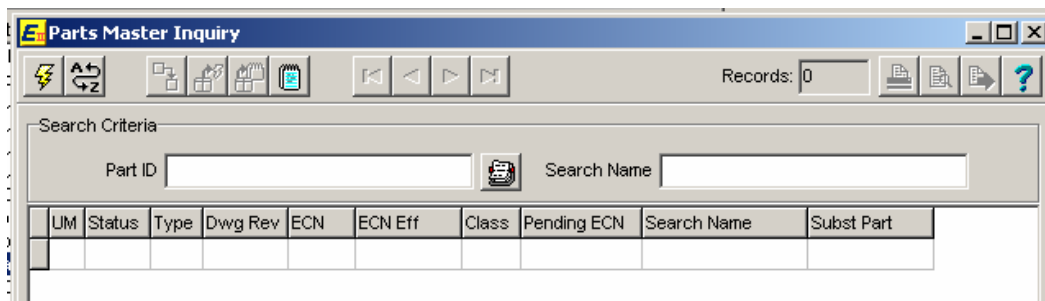 Parts Master Inquiry
A Z Records: 0 ?
Search Criteria
Part ID Search Name
UM Status Type Dwg Rev ECN ECN Eff Class Pending ECN Search Name Subst Part